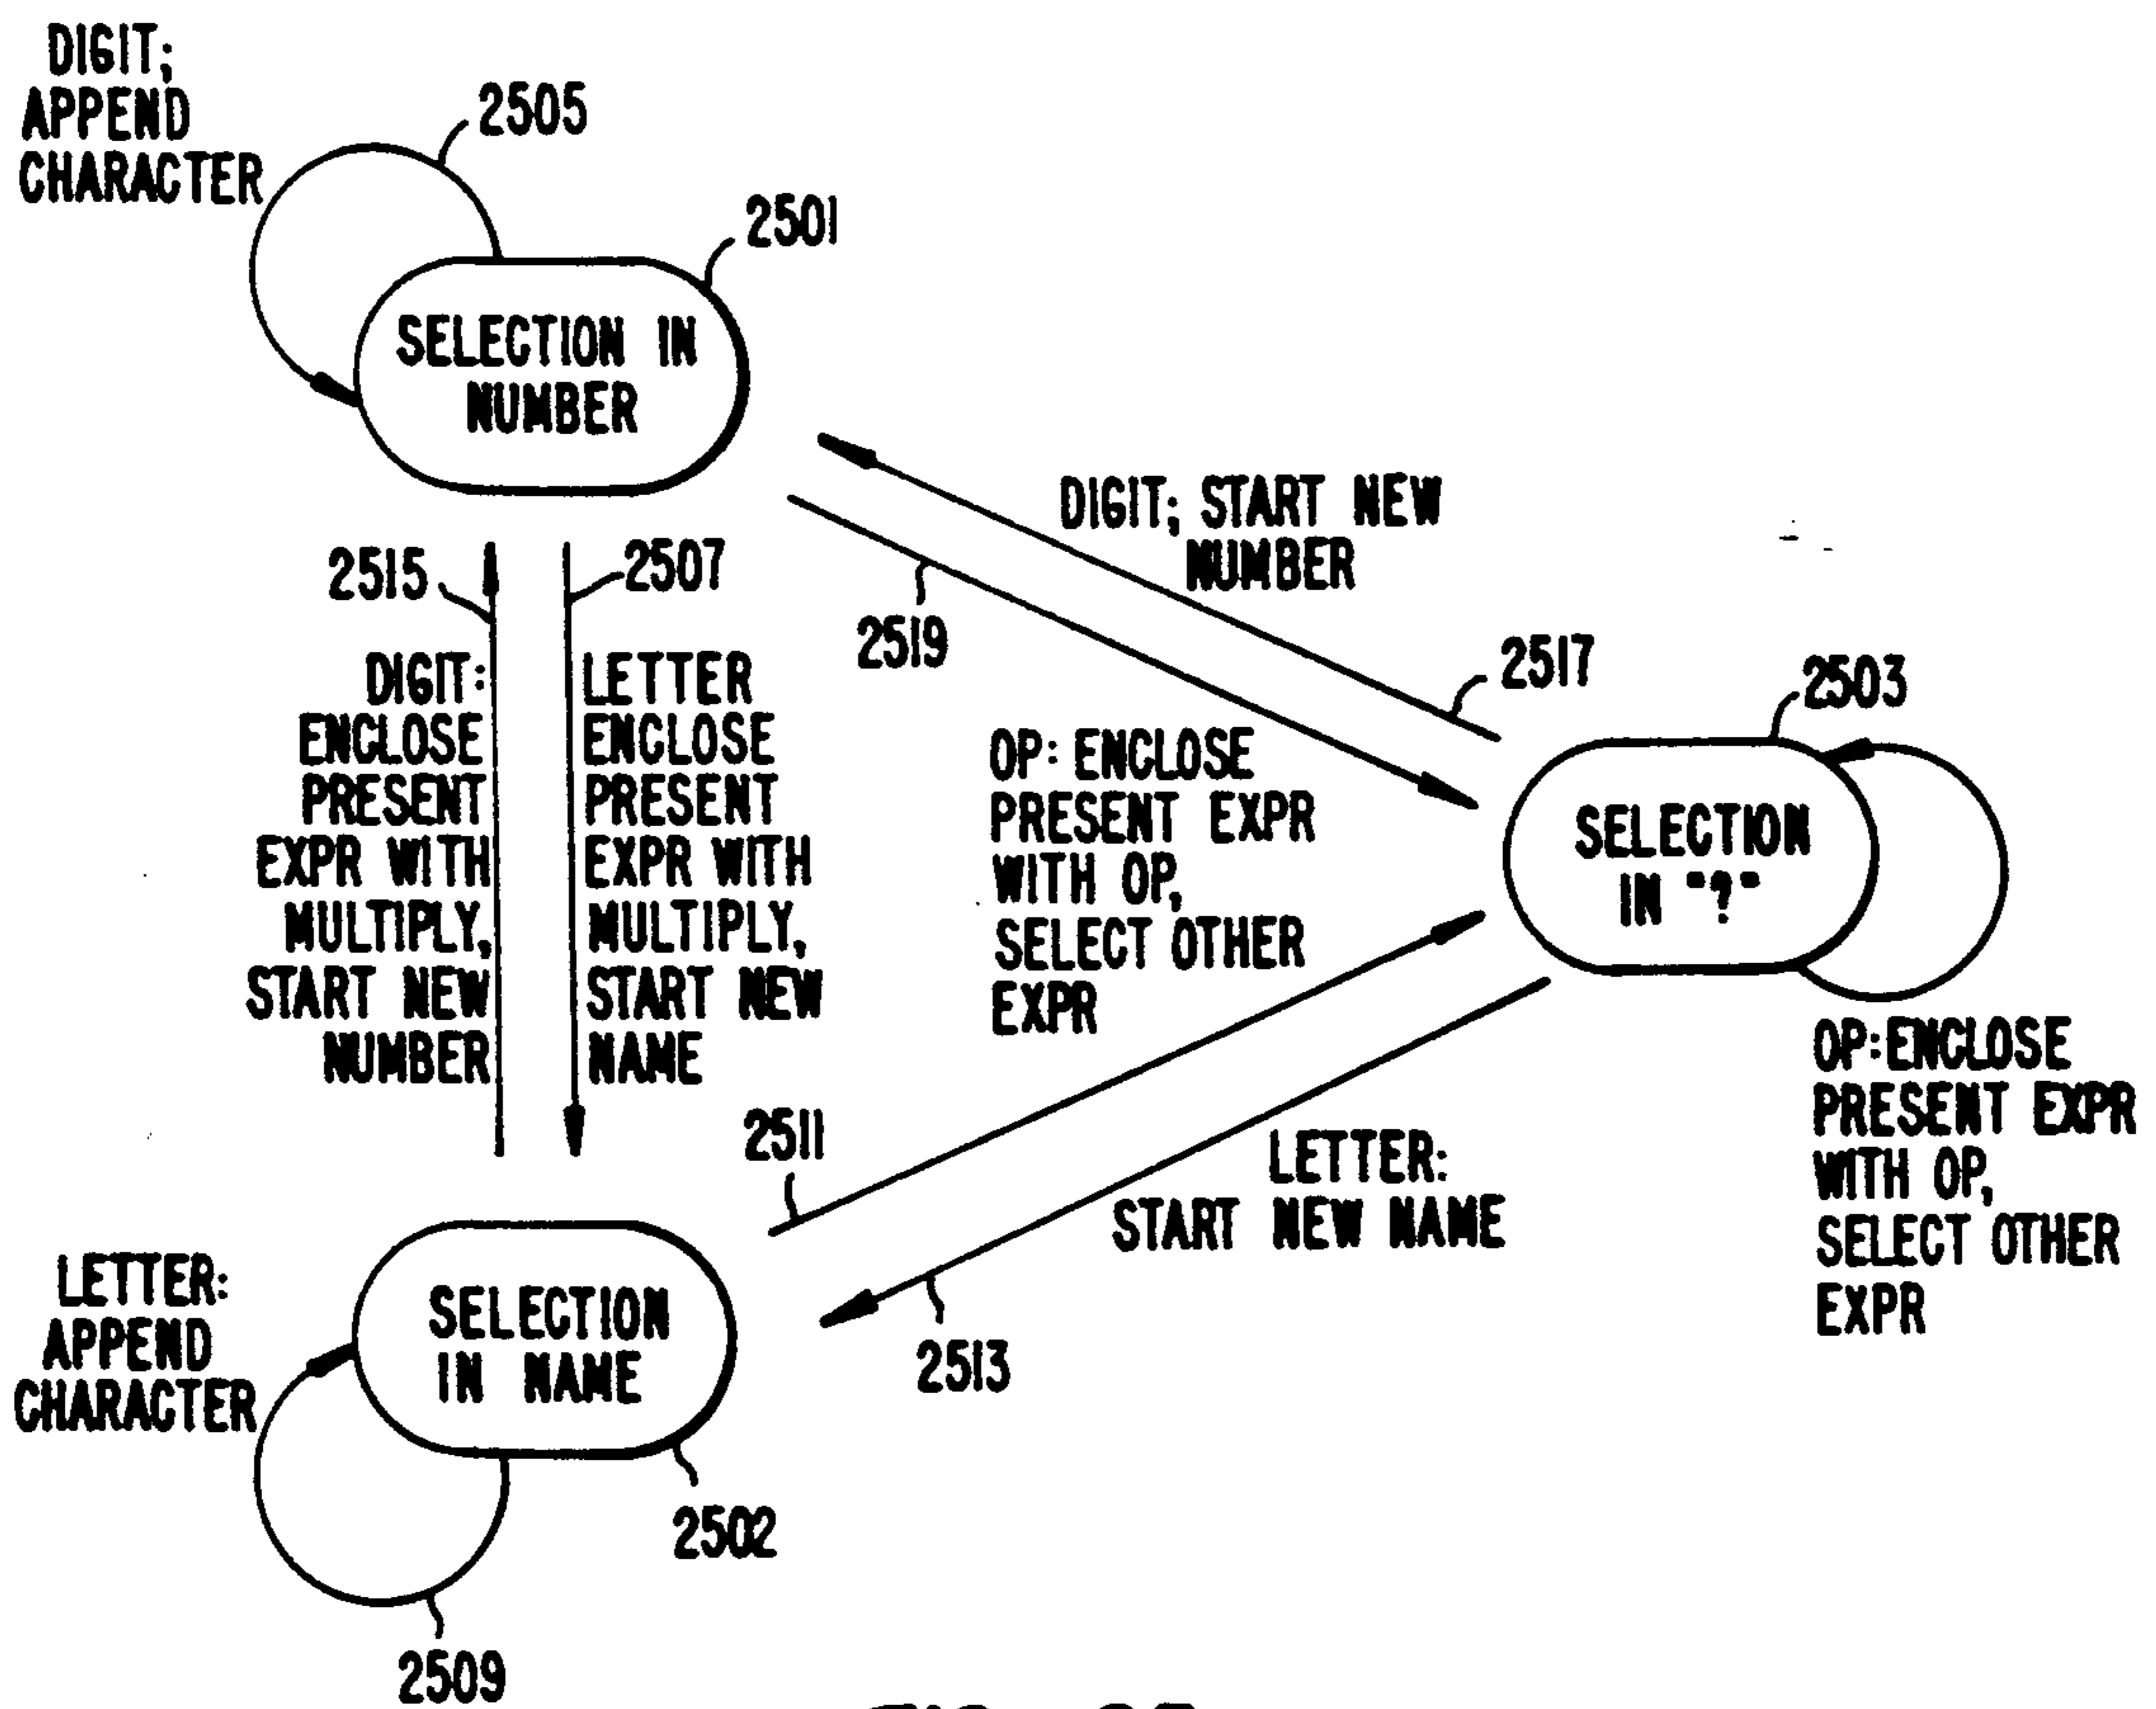 DIGIT;
APPEND
CHARACTER
2505
2501
SELECTION IN
NUMBER
DIGIT; START NEW
NUMBER
2515
2507
2519
2517
2503
DIGIT:
ENCLOSE
PRESENT
EXPR WITH
MULTIPLY,
START NEW
NUMBER
LETTER
ENCLOSE
PRESENT
EXPR WITH
MULTIPLY,
START NEW
NAME
OP: ENCLOSE
PRESENT EXPR
WITH OP,
SELECT OTHER
EXPR
SELECTION
IN "?"
OP:ENCLOSE
PRESENT EXPR
WITH OP,
SELECT OTHER
EXPR
2511
LETTER:
START NEW NAME
2513
LETTER:
APPEND
CHARACTER
SELECTION
IN NAME
2502
2509